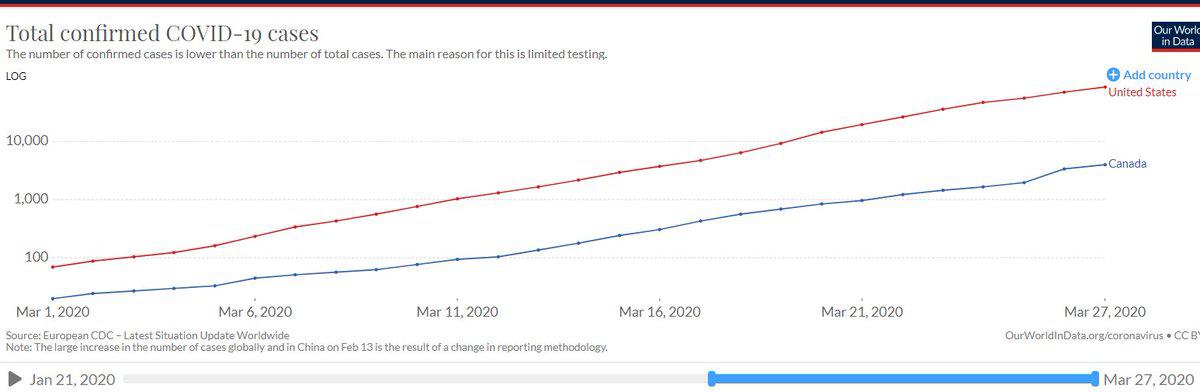 Total confirmed COVID-19 cases
The number of confirmed cases is lower than the number of total cases. The main reason for this is limited testing.
Our World
in Data
LOG
Add country
United States
10,000
Canada
1,000
100
Mar 1, 2020 Mar 6, 2020 Mar 11, 2020 Mar 16, 2020 Mar 21, 2020 Mar 27, 2020
Source: European CDC – Latest Situation Update Worldwide OurWorldInData.org/coronavirus • CC BY
Note: The large increase in the number of cases globally and in China on Feb 13 is the result of a change in reporting methodology.
Jan 21, 2020 Mar 27, 2020